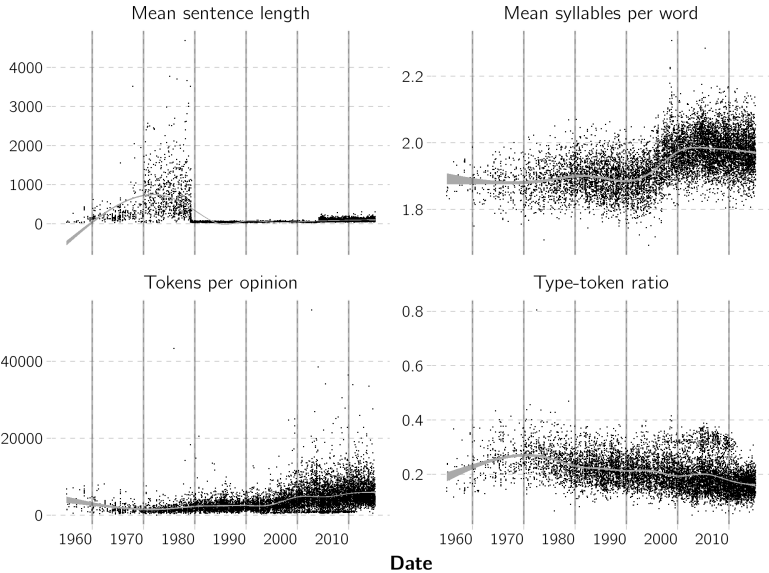 Mean sentence length
Mean syllables per word
4000
3000
2000
1000
0
2.2
2.0
1.8
Tokens per opinion
Type-token ratio
40000
20000
0
0.8
0.6
0.4
0.2
1960 1970 1980 1990 2000 2010
1960 1970 1980 1990 2000 2010
Date